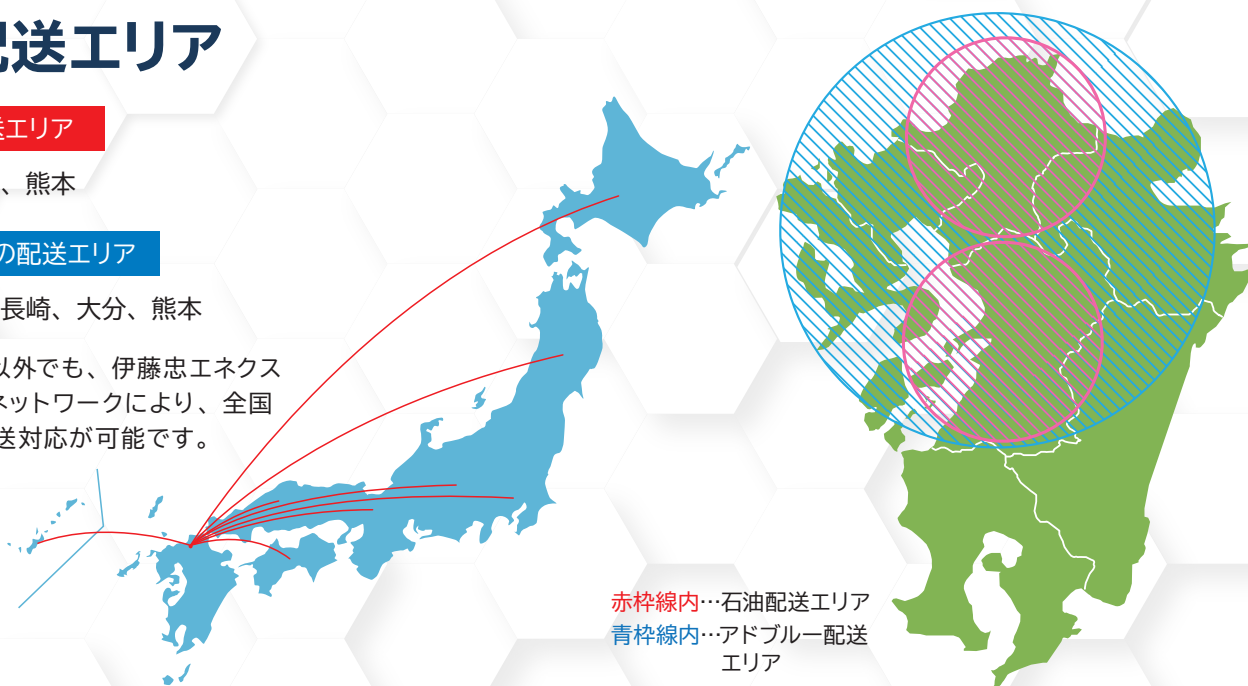 配送エリア
送エリア
、熊本
の配送エリア
長崎、大分、熊本
以外でも、伊藤忠エネクス
ネットワークにより、全国
送対応が可能です。
赤枠線内…石油配送エリア
青枠線内…アドブルー配送
エリア